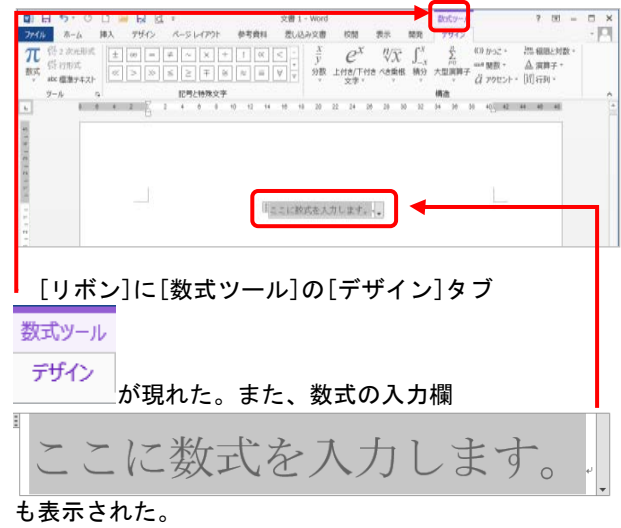 文書 1 - Word
数式ツール
ファイル ホーム 挿入 デザイン ページ レイアウト 参考資料 差し込み文書 校閲 表示 開発 デザイン
π 数式
2 次元形式
行形式
abc 標準テキスト
± ∞ = ≠ ~ × ÷ ! ∝ <
≪ > ≫ ≤ ≥ ∓ ≅ ≈ ≡ ∀
分数 上付き/下付き文字 べき乗根 積分 大型演算子
かっこ 関数 アクセント
極限と対数 演算子 行列
ツール 記号と特殊文字 構造
ここに数式を入力します。
[リボン]に[数式ツール]の[デザイン]タブ
数式ツール
デザイン
が現れた。また、数式の入力欄
ここに数式を入力します。
も表示された。